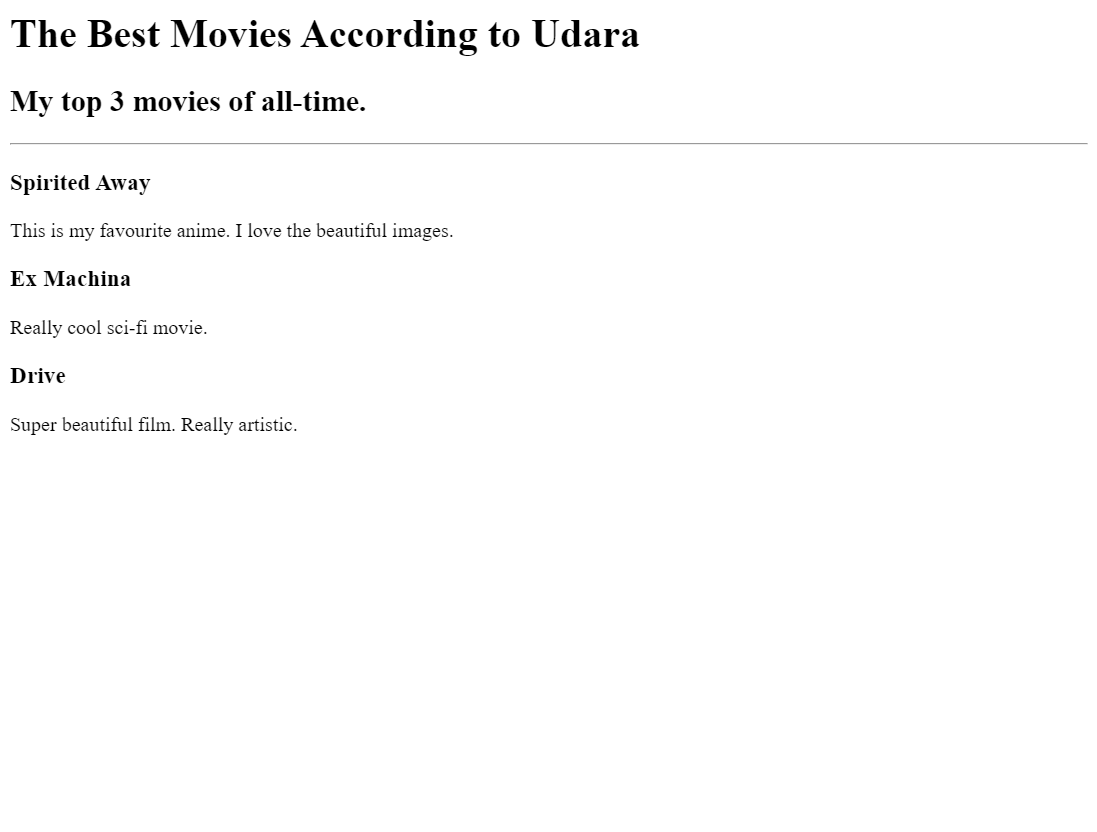 The Best Movies According to Udara
My top 3 movies of all-time.
Spirited Away
This is my favourite anime. I love the beautiful images.
Ex Machina
Really cool sci-fi movie.
Drive
Super beautiful film. Really artistic.